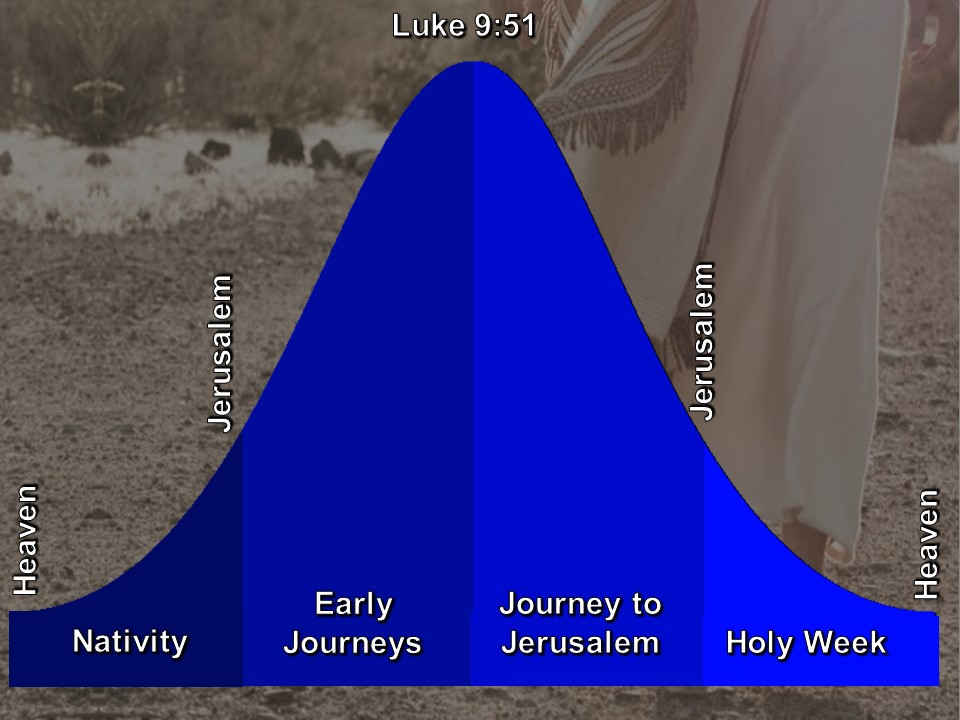 Luke 9:51
Jerusalem
Jerusalem
Heaven
Heaven
Nativity
Early
Journeys
Journey to
Jerusalem
Holy Week